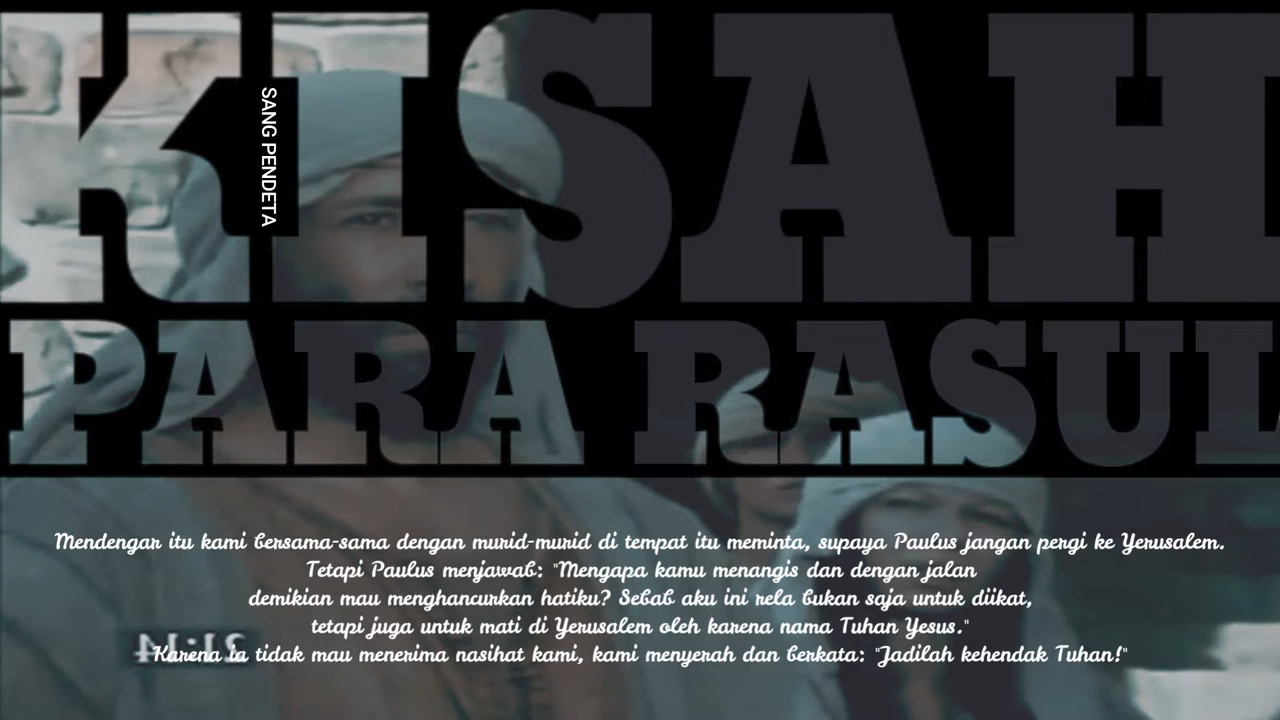 KISAH
SANG PENDETA
PARA RASUL
Mendengar itu kami bersama-sama dengan murid-murid di tempat itu meminta, supaya Paulus jangan pergi ke Yerusalem.
Tetapi Paulus menjawab: "Mengapa kamu menangis dan dengan jalan
demikian mau menghancurkan hatiku? Sebab aku ini rela bukan saja untuk diikat,
tetapi juga untuk mati di Yerusalem oleh karena nama Tuhan Yesus."
Karena ia tidak mau menerima nasihat kami, kami menyerah dan berkata: "Jadilah kehendak Tuhan!"